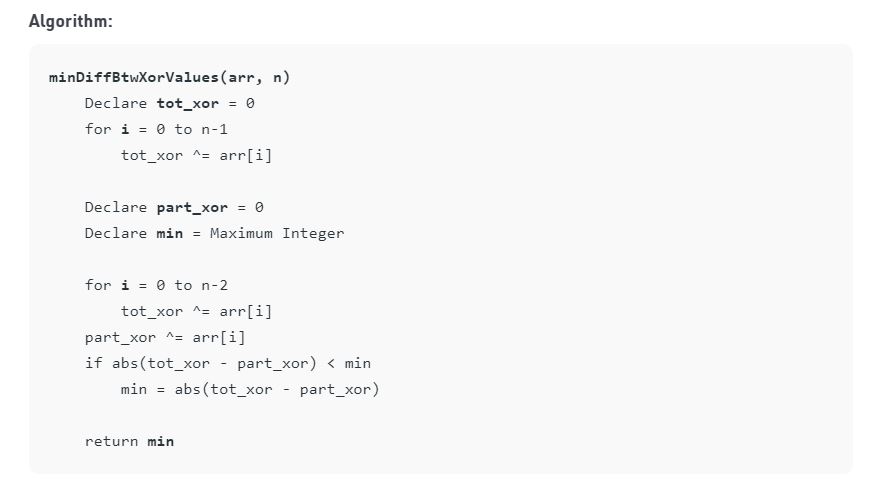 Algorithm:
minDiffBtwXorValues(arr, n)
Declare tot_xor = 0
for i = 0 to n-1
tot_xor ^= arr[i]
Declare part_xor = 0
Declare min = Maximum Integer
for i = 0 to n-2
tot_xor ^= arr[i]
part_xor ^= arr[i]
if abs(tot_xor - part_xor) < min
min = abs(tot_xor - part_xor)
return min